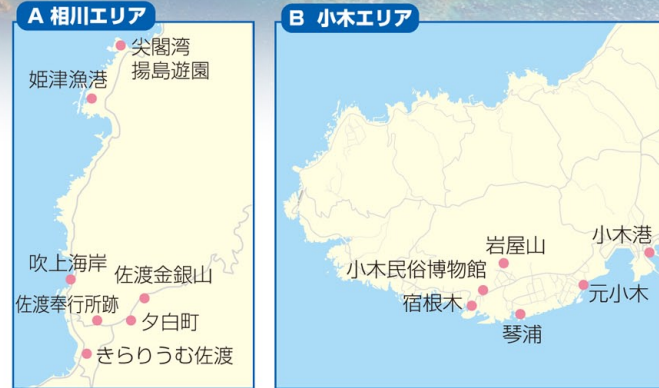 A 相川エリア
尖閣湾
揚島遊園
姫津漁港
吹上海岸
佐渡金銀山
佐渡奉行所跡
夕白町
きらりうむ佐渡
B 小木エリア
岩屋山
小木港
小木民俗博物館
宿根木
元小木
琴浦